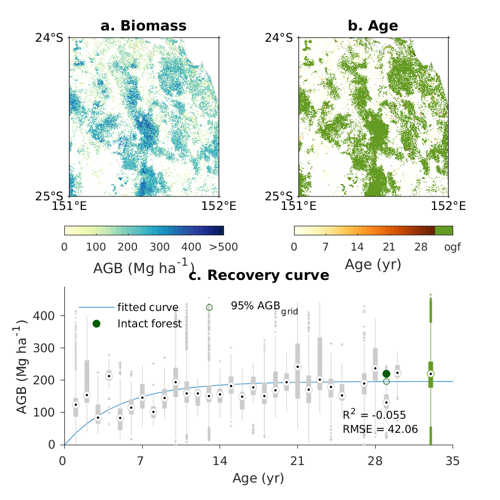 a. Biomass
b. Age
24°S
25°S
151°E
152°E
24°S
25°S
151°E
152°E
0 100 200 300 400 >500
AGB (Mg ha-1)
0 7 14 21 28 ogf
Age (yr)
c. Recovery curve
fitted curve
95% AGBgrid
Intact forest
AGB (Mg ha-1)
400
300
200
100
0
R2 = -0.055
RMSE = 42.06
0 7 14 21 28 35
Age (yr)